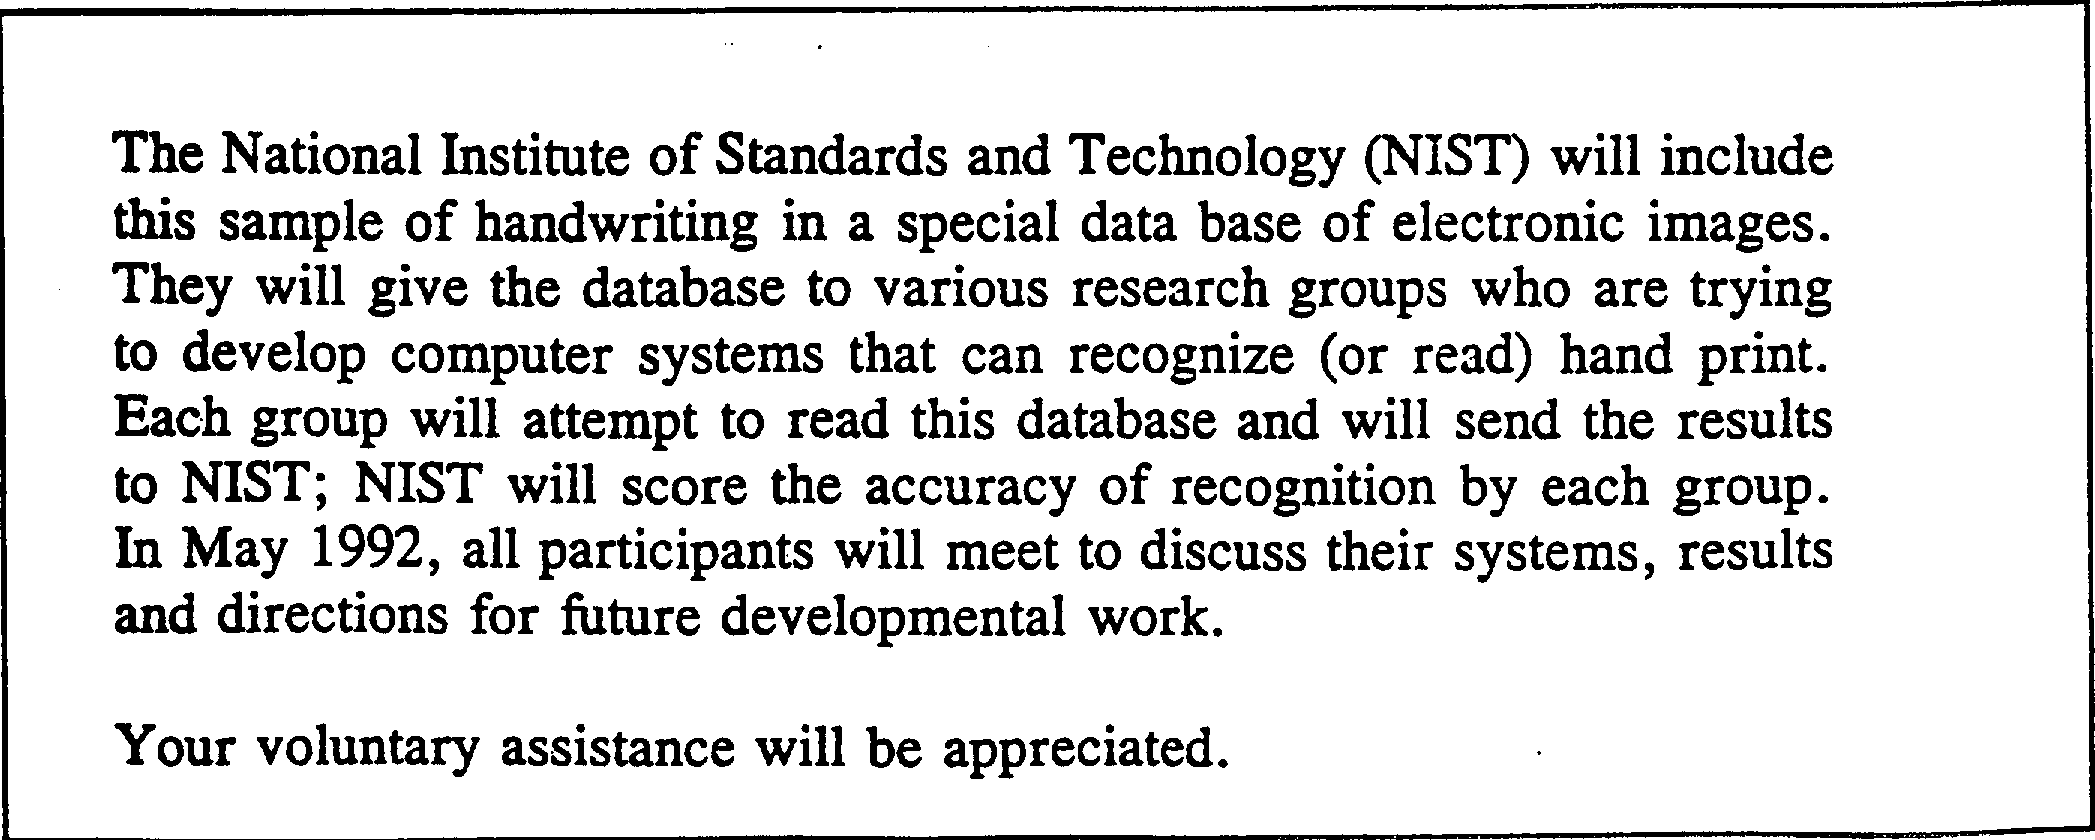 The National Institute of Standards and Technology (NIST) will include
this sample of handwriting in a special data base of electronic images.
They will give the database to various research groups who are trying
to develop computer systems that can recognize (or read) hand print.
Each group will attempt to read this database and will send the results
to NIST; NIST will score the accuracy of recognition by each group.
In May 1992, all participants will meet to discuss their systems, results
and directions for future developmental work.
Your voluntary assistance will be appreciated.